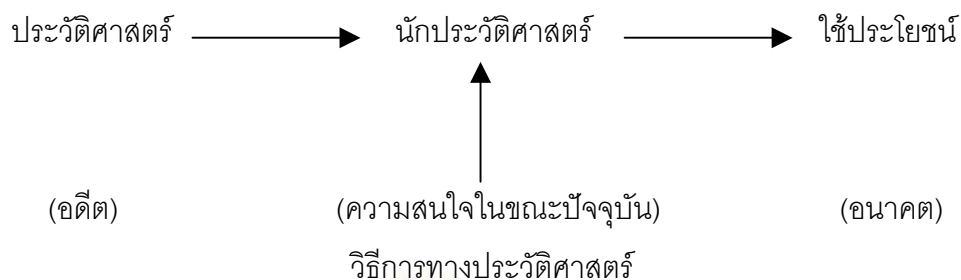 ประวัติศาสตร์ นักประวัติศาสตร์ ใช้ประโยชน์
(อดีต) (ความสนใจในขณะปัจจุบัน) (อนาคต)
วิธีการทางประวัติศาสตร์